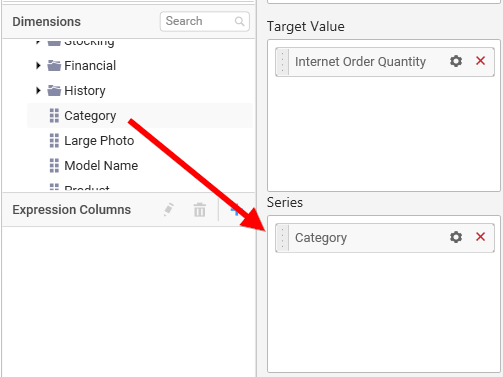 Dimensions
Search
Stocking
Financial
History
Category
Large Photo
Model Name
Product
Expression Columns
Target Value
Internet Order Quantity
Series
Category